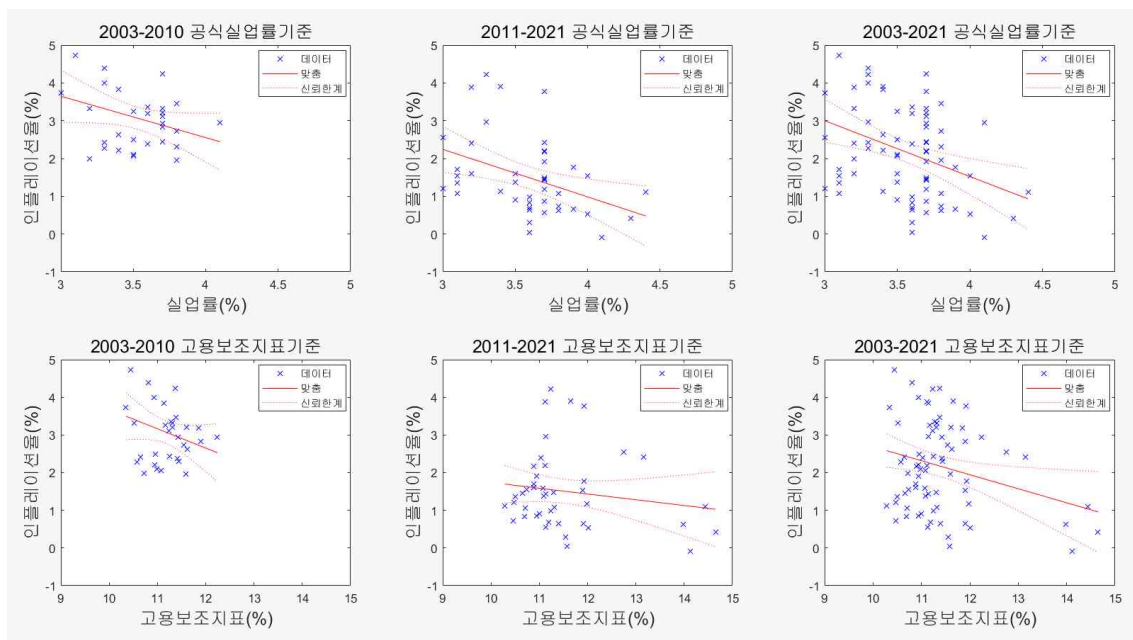 2003-2010 공식실업률기준
인플레이션율(%)
5
4
3
2
1
0
-1
데이터
맞춤
신뢰한계
3 3.5 4 4.5 5
실업률(%)
2011-2021 공식실업률기준
인플레이션율(%)
5
4
3
2
1
0
-1
데이터
맞춤
신뢰한계
3 3.5 4 4.5 5
실업률(%)
2003-2021 공식실업률기준
인플레이션율(%)
5
4
3
2
1
0
-1
데이터
맞춤
신뢰한계
3 3.5 4 4.5 5
실업률(%)
2003-2010 고용보조지표기준
인플레이션율(%)
5
4
3
2
1
0
-1
데이터
맞춤
신뢰한계
9 10 11 12 13 14 15
고용보조지표(%)
2011-2021 고용보조지표기준
인플레이션율(%)
5
4
3
2
1
0
-1
데이터
맞춤
신뢰한계
9 10 11 12 13 14 15
고용보조지표(%)
2003-2021 고용보조지표기준
인플레이션율(%)
5
4
3
2
1
0
-1
데이터
맞춤
신뢰한계
9 10 11 12 13 14 15
고용보조지표(%)